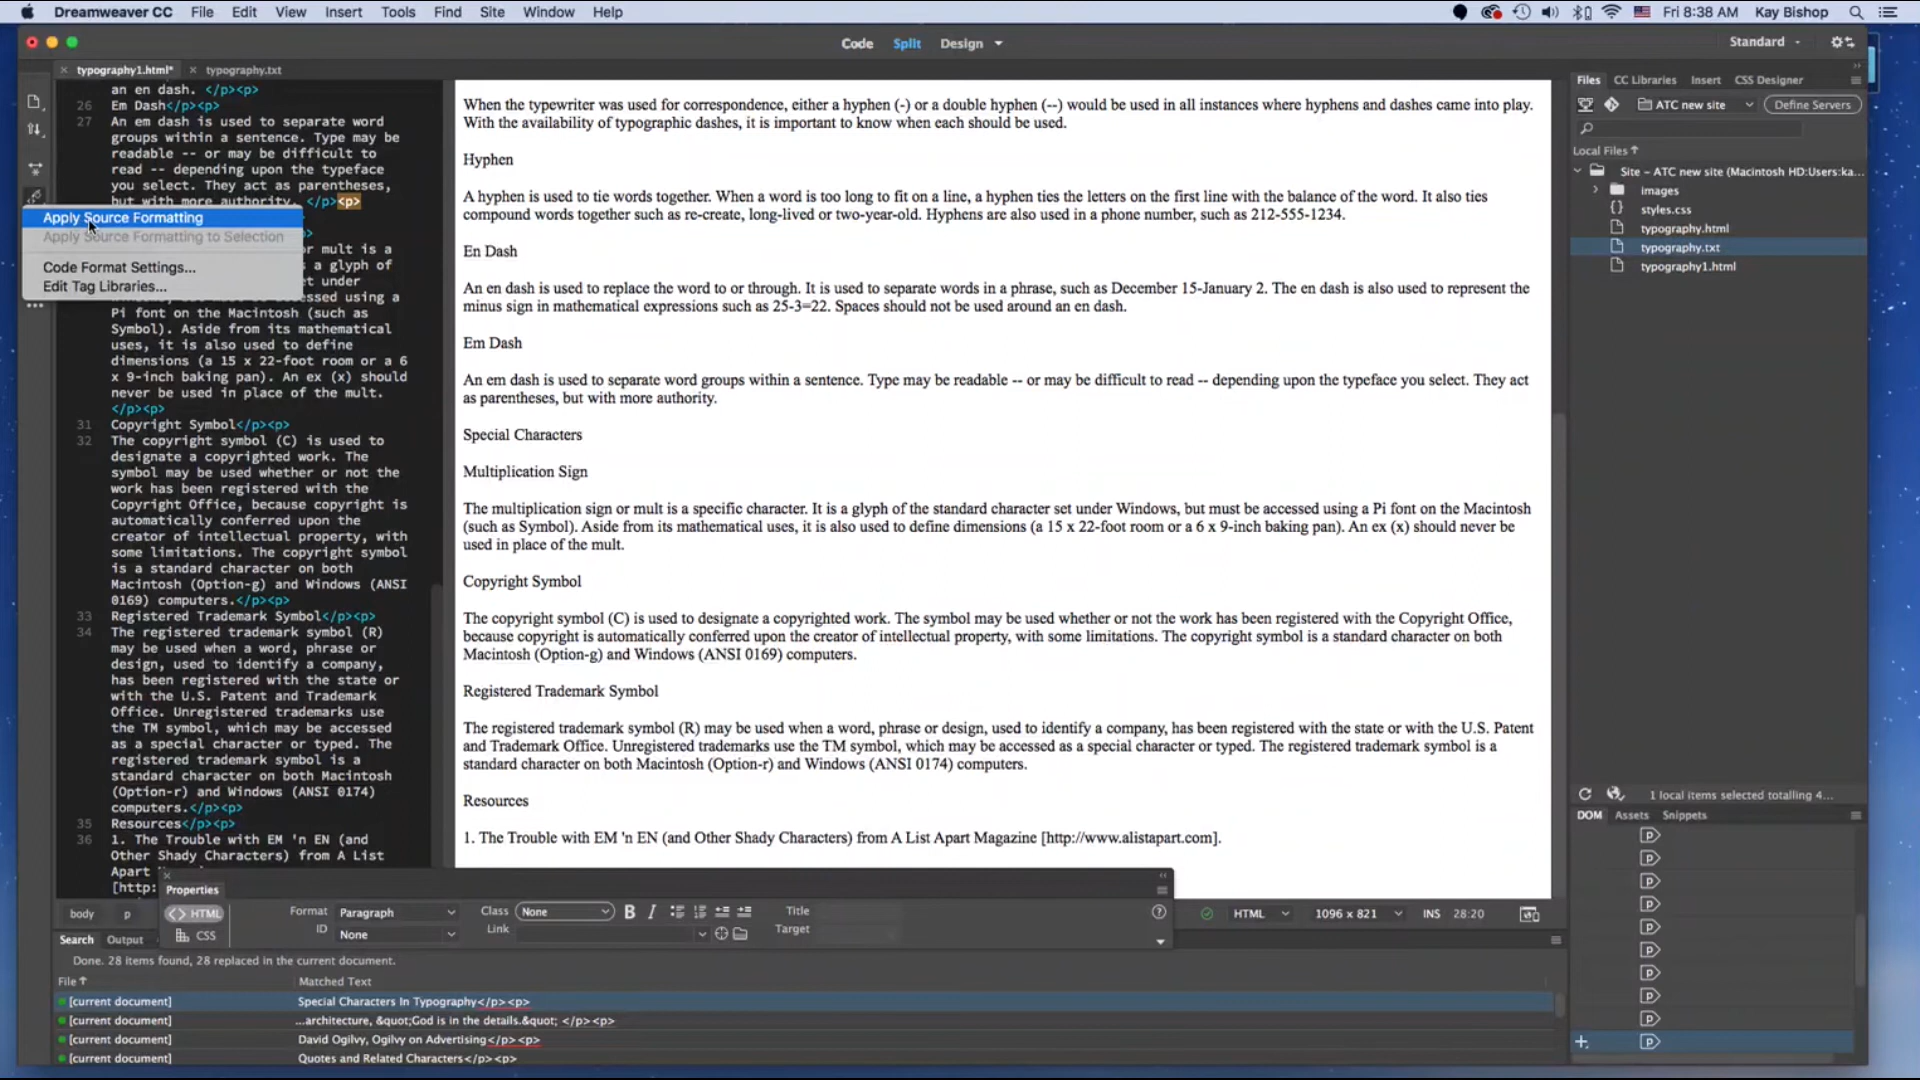 Dreamweaver CC File Edit View Insert Commands Tools Find Site Window Help Fri 8:38 AM Kay Bishop
Code Split Design Standard
typography1.html* typography.txt
an en dash. </p><p>
26 Em Dash</p><p>
27 An em dash is used to separate word
groups within a sentence. Type may be
readable -- or may be difficult to
read -- depending upon the typeface
you select. They act as parentheses,
but with more authority. </p><p>
Apply Source Formatting
Apply Source Formatting to Selection
Code Format Settings...
Edit Tag Libraries...
or mult is a
a glyph of
et under
using a
Pi font on the Macintosh (such as
Symbol). Aside from its mathematical
uses, it is also used to define
dimensions (a 15 x 22-foot room or a 6
x 9-inch baking pan). An ex (x) should
never be used in place of the mult.
</p><p>
31 Copyright Symbol</p><p>
32 The copyright symbol (C) is used to
designate a copyrighted work. The
symbol may be used whether or not the
work has been registered with the
Copyright Office, because copyright is
automatically conferred upon the
creator of intellectual property, with
some limitations. The copyright symbol
is a standard character on both
Macintosh (Option-g) and Windows (ANSI
0169) computers.</p><p>
33 Registered Trademark Symbol</p><p>
34 The registered trademark symbol (R)
may be used when a word, phrase or
design, used to identify a company,
has been registered with the state or
with the U.S. Patent and Trademark
Office. Unregistered trademarks use
the TM symbol, which may be accessed
as a special character or typed. The
registered trademark symbol is a
standard character on both Macintosh
(Option-r) and Windows (ANSI 0174)
computers.</p><p>
35 Resources</p><p>
36 1. The Trouble with EM 'n EN (and
Other Shady Characters) from A List
Apart
[http:
When the typewriter was used for correspondence, either a hyphen (-) or a double hyphen (--) would be used in all instances where hyphens and dashes came into play.
With the availability of typographic dashes, it is important to know when each should be used.
Hyphen
A hyphen is used to tie words together. When a word is too long to fit on a line, a hyphen ties the letters on the first line with the balance of the word. It also ties
compound words together such as re-create, long-lived or two-year-old. Hyphens are also used in a phone number, such as 212-555-1234.
En Dash
An en dash is used to replace the word to or through. It is used to separate words in a phrase, such as December 15-January 2. The en dash is also used to represent the
minus sign in mathematical expressions such as 25-3=22. Spaces should not be used around an en dash.
Em Dash
An em dash is used to separate word groups within a sentence. Type may be readable -- or may be difficult to read -- depending upon the typeface you select. They act
as parentheses, but with more authority.
Special Characters
Multiplication Sign
The multiplication sign or mult is a specific character. It is a glyph of the standard character set under Windows, but must be accessed using a Pi font on the Macintosh
(such as Symbol). Aside from its mathematical uses, it is also used to define dimensions (a 15 x 22-foot room or a 6 x 9-inch baking pan). An ex (x) should never be
used in place of the mult.
Copyright Symbol
The copyright symbol (C) is used to designate a copyrighted work. The symbol may be used whether or not the work has been registered with the Copyright Office,
because copyright is automatically conferred upon the creator of intellectual property, with some limitations. The copyright symbol is a standard character on both
Macintosh (Option-g) and Windows (ANSI 0169) computers.
Registered Trademark Symbol
The registered trademark symbol (R) may be used when a word, phrase or design, used to identify a company, has been registered with the state or with the U.S. Patent
and Trademark Office. Unregistered trademarks use the TM symbol, which may be accessed as a special character or typed. The registered trademark symbol is a
standard character on both Macintosh (Option-r) and Windows (ANSI 0174) computers.
Resources
1. The Trouble with EM 'n EN (and Other Shady Characters) from A List Apart Magazine [http://www.alistapart.com].
Files CC Libraries Insert CSS Designer
ATC new site Define Servers
Local Files
Site – ATC new site (Macintosh HD:Users:ka...
images
styles.css
typography.html
typography.txt
typography1.html
1 local items selected totalling 4...
DOM Assets Snippets
p
p
p
p
p
p
p
p
p
p
body p
Properties
HTML Format Paragraph Class None B I Title
CSS ID None Link Target
HTML 1096 x 821 INS 28:20
Search Output
Done. 28 items found, 28 replaced in the current document.
File Matched Text
[current document] Special Characters In Typography</p><p>
[current document] ...architecture, &quot;God is in the details.&quot; </p><p>
[current document] David Ogilvy, Ogilvy on Advertising</p><p>
[current document] Quotes and Related Characters</p><p>